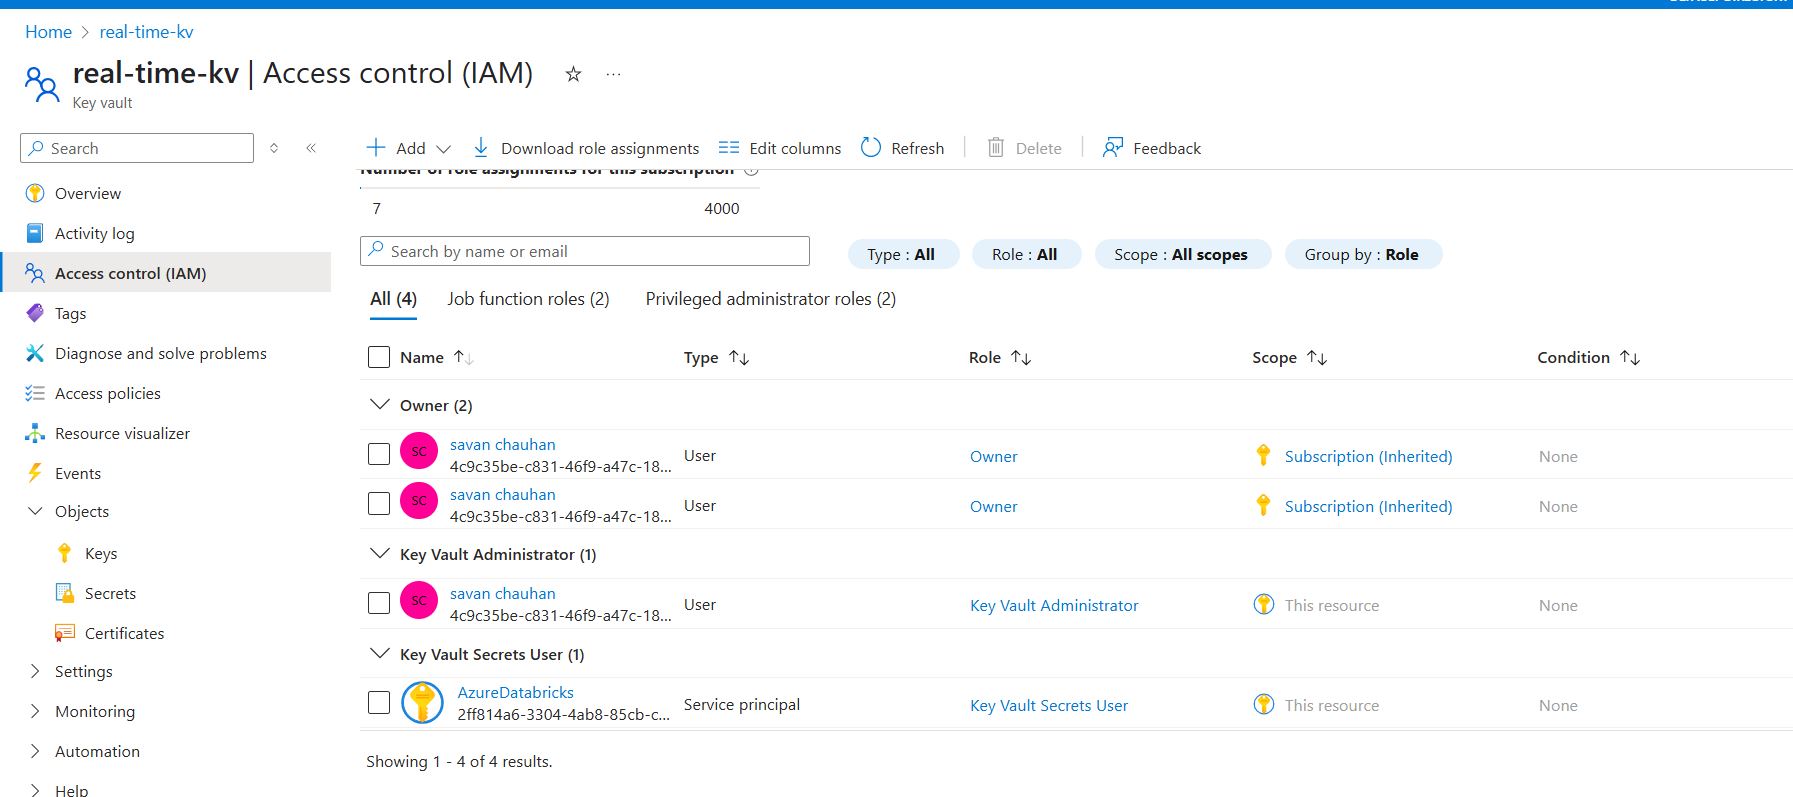 Home > real-time-kv
real-time-kv | Access control (IAM) ...
Key vault
Search
Overview
Activity log
Access control (IAM)
Tags
Diagnose and solve problems
Access policies
Resource visualizer
Events
Objects
Keys
Secrets
Certificates
Settings
Monitoring
Automation
Help
Add
Download role assignments
Edit columns
Refresh
Delete
Feedback
Number of role assignments for this subscription
7 4000
Search by name or email
Type : All
Role : All
Scope : All scopes
Group by : Role
All (4) Job function roles (2) Privileged administrator roles (2)
Name Type Role Scope Condition
Owner (2)
SC savan chauhan
4c9c35be-c831-46f9-a47c-18... User Owner Subscription (Inherited) None
SC savan chauhan
4c9c35be-c831-46f9-a47c-18... User Owner Subscription (Inherited) None
Key Vault Administrator (1)
SC savan chauhan
4c9c35be-c831-46f9-a47c-18... User Key Vault Administrator This resource None
Key Vault Secrets User (1)
AzureDatabricks
2ff814a6-3304-4ab8-85cb-c... Service principal Key Vault Secrets User This resource None
Showing 1 - 4 of 4 results.